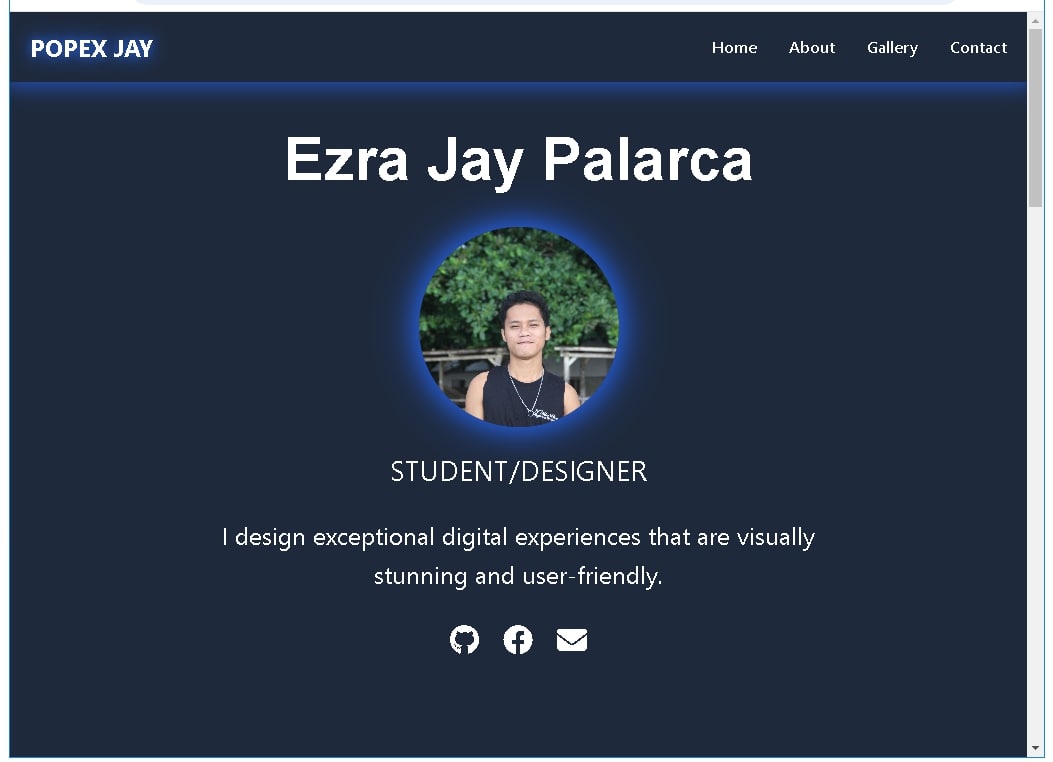 POPEX JAY
Home About Gallery Contact
Ezra Jay Palarca
STUDENT/DESIGNER
I design exceptional digital experiences that are visually
stunning and user-friendly.